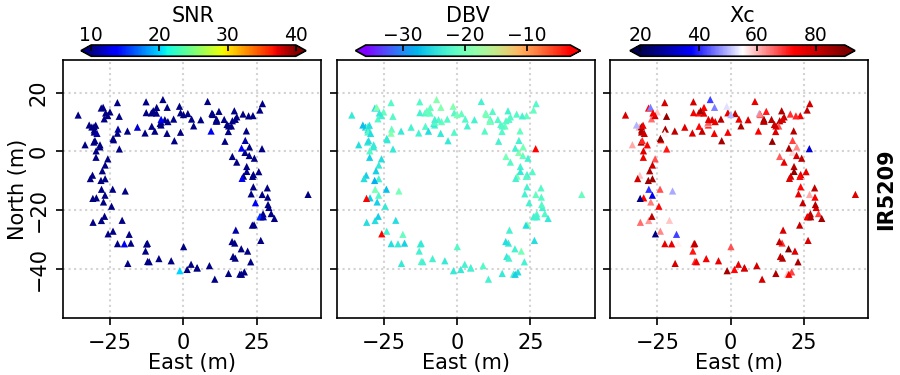 SNR DBV Xc
10 20 30 40 −30 −20 −10 20 40 60 80
North (m)
20
0
−20
−40
−25 0 25 −25 0 25 −25 0 25
East (m) East (m) East (m)
IR5209